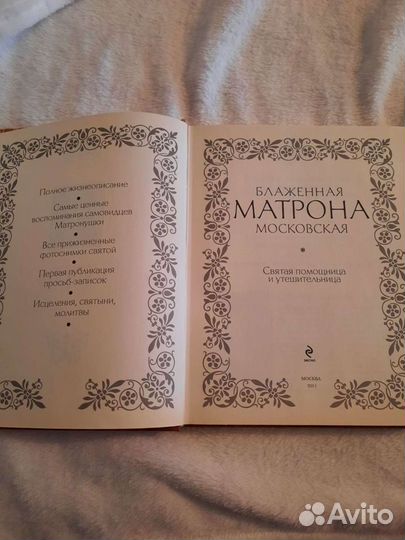 Полное жизнеописание
Самые ценные
воспоминания самовидцев
Матронушки
Все прижизненные
фотоснимки святой
Первая публикация
просьб-записок
Исцеления, святыни,
молитвы
БЛАЖЕННАЯ
МАТРОНА
МОСКОВСКАЯ
Святая помощница
и утешительница
ЭКСМО
МОСКВА
Avito